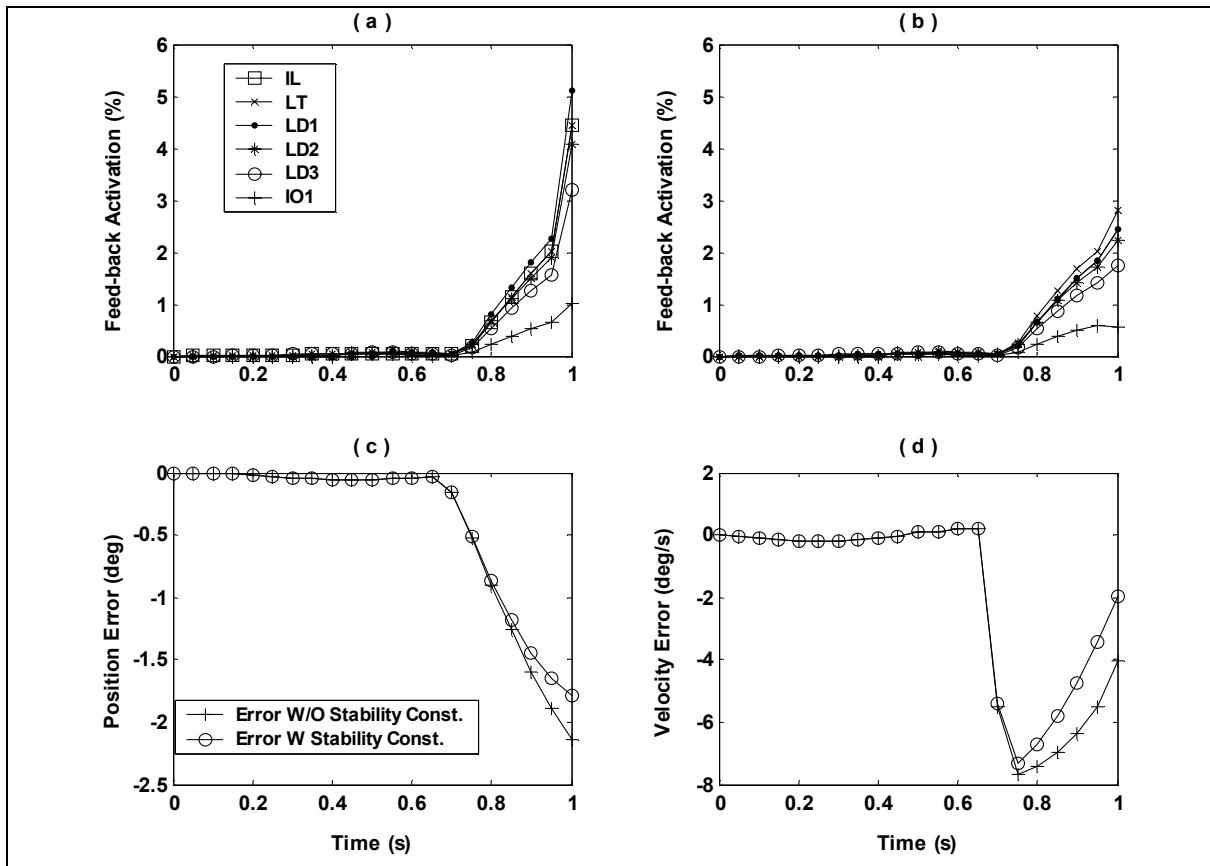 ( a )
Feed-back Activation (%)
6
5
4
3
2
1
0
IL
LT
LD1
LD2
LD3
IO1
0 0.2 0.4 0.6 0.8 1
( b )
Feed-back Activation (%)
6
5
4
3
2
1
0
0 0.2 0.4 0.6 0.8 1
( c )
Position Error (deg)
0
-0.5
-1
-1.5
-2
-2.5
Error W/O Stability Const.
Error W Stability Const.
0 0.2 0.4 0.6 0.8 1
Time (s)
( d )
Velocity Error (deg/s)
2
0
-2
-4
-6
-8
0 0.2 0.4 0.6 0.8 1
Time (s)